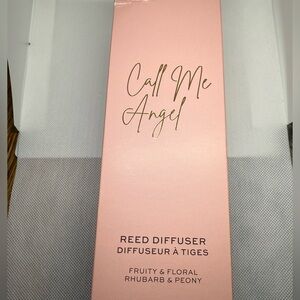 Call Me
Angel
REED DIFFUSER
DIFFUSEUR À TIGES
FRUITY & FLORAL
RHUBARB & PEONY